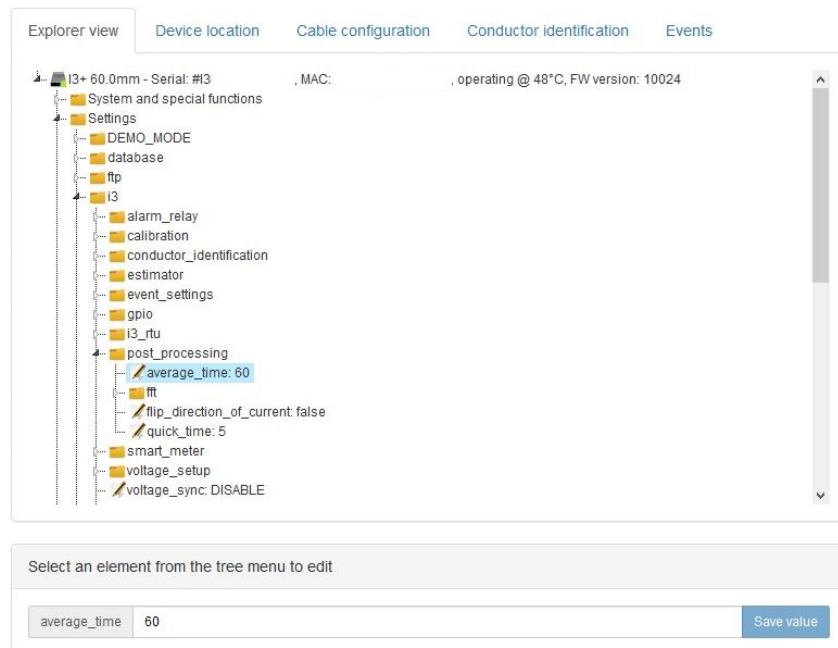 Explorer view Device location Cable configuration Conductor identification Events
I3+ 60.0mm - Serial: #I3 , MAC: , operating @ 48°C, FW version: 10024
System and special functions
Settings
DEMO_MODE
database
ftp
i3
alarm_relay
calibration
conductor_identification
estimator
event_settings
gpio
i3_rtu
post_processing
average_time: 60
fft
flip_direction_of_current: false
quick_time: 5
smart_meter
voltage_setup
voltage_sync: DISABLE
Select an element from the tree menu to edit
average_time 60 Save value